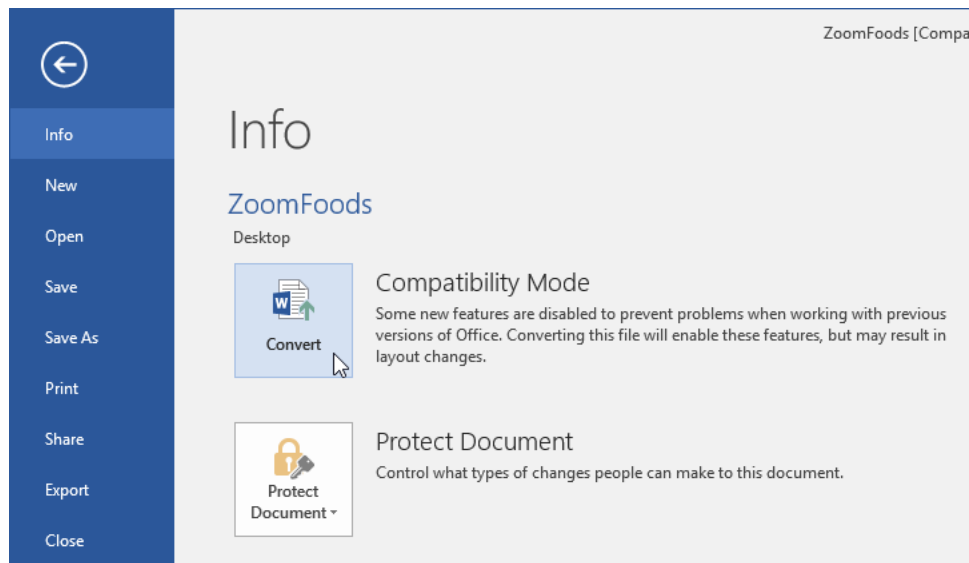 ZoomFoods [Compa
Info
New
Open
Save
Save As
Print
Share
Export
Close
Info
ZoomFoods
Desktop
W
Convert
Compatibility Mode
Some new features are disabled to prevent problems when working with previous
versions of Office. Converting this file will enable these features, but may result in
layout changes.
Protect
Document
Protect Document
Control what types of changes people can make to this document.